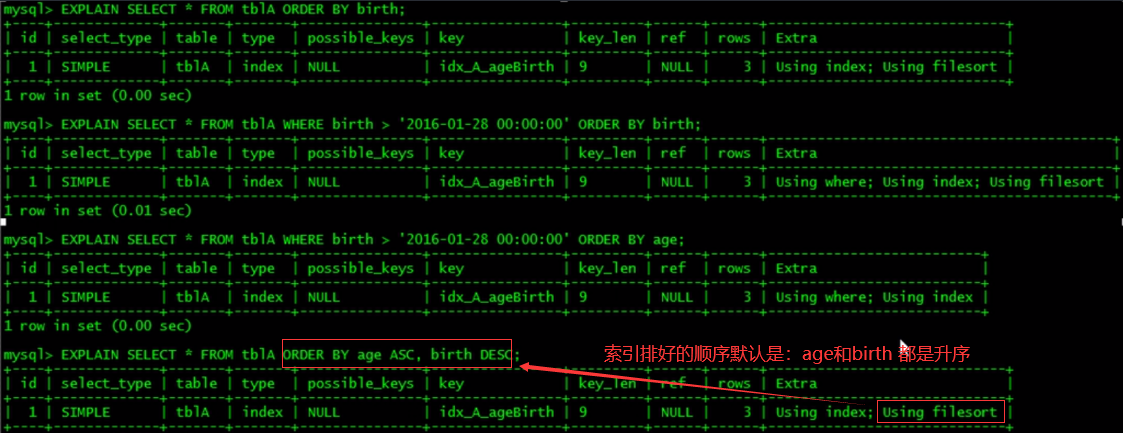 mysql> EXPLAIN SELECT * FROM tblA ORDER BY birth;
| id | select_type | table | type | possible_keys | key | key_len | ref | rows | Extra |
| 1 | SIMPLE | tblA | index | NULL | idx_A_ageBirth | 9 | NULL | 3 | Using index; Using filesort |
1 row in set (0.00 sec)
mysql> EXPLAIN SELECT * FROM tblA WHERE birth > '2016-01-28 00:00:00' ORDER BY birth;
| id | select_type | table | type | possible_keys | key | key_len | ref | rows | Extra |
| 1 | SIMPLE | tblA | index | NULL | idx_A_ageBirth | 9 | NULL | 3 | Using where; Using index; Using filesort |
1 row in set (0.01 sec)
mysql> EXPLAIN SELECT * FROM tblA WHERE birth > '2016-01-28 00:00:00' ORDER BY age;
| id | select_type | table | type | possible_keys | key | key_len | ref | rows | Extra |
| 1 | SIMPLE | tblA | index | NULL | idx_A_ageBirth | 9 | NULL | 3 | Using where; Using index |
1 row in set (0.00 sec)
mysql> EXPLAIN SELECT * FROM tblA ORDER BY age ASC, birth DESC;
索引排好的顺序默认是：age和birth 都是升序
| id | select_type | table | type | possible_keys | key | key_len | ref | rows | Extra |
| 1 | SIMPLE | tblA | index | NULL | idx_A_ageBirth | 9 | NULL | 3 | Using index; Using filesort |